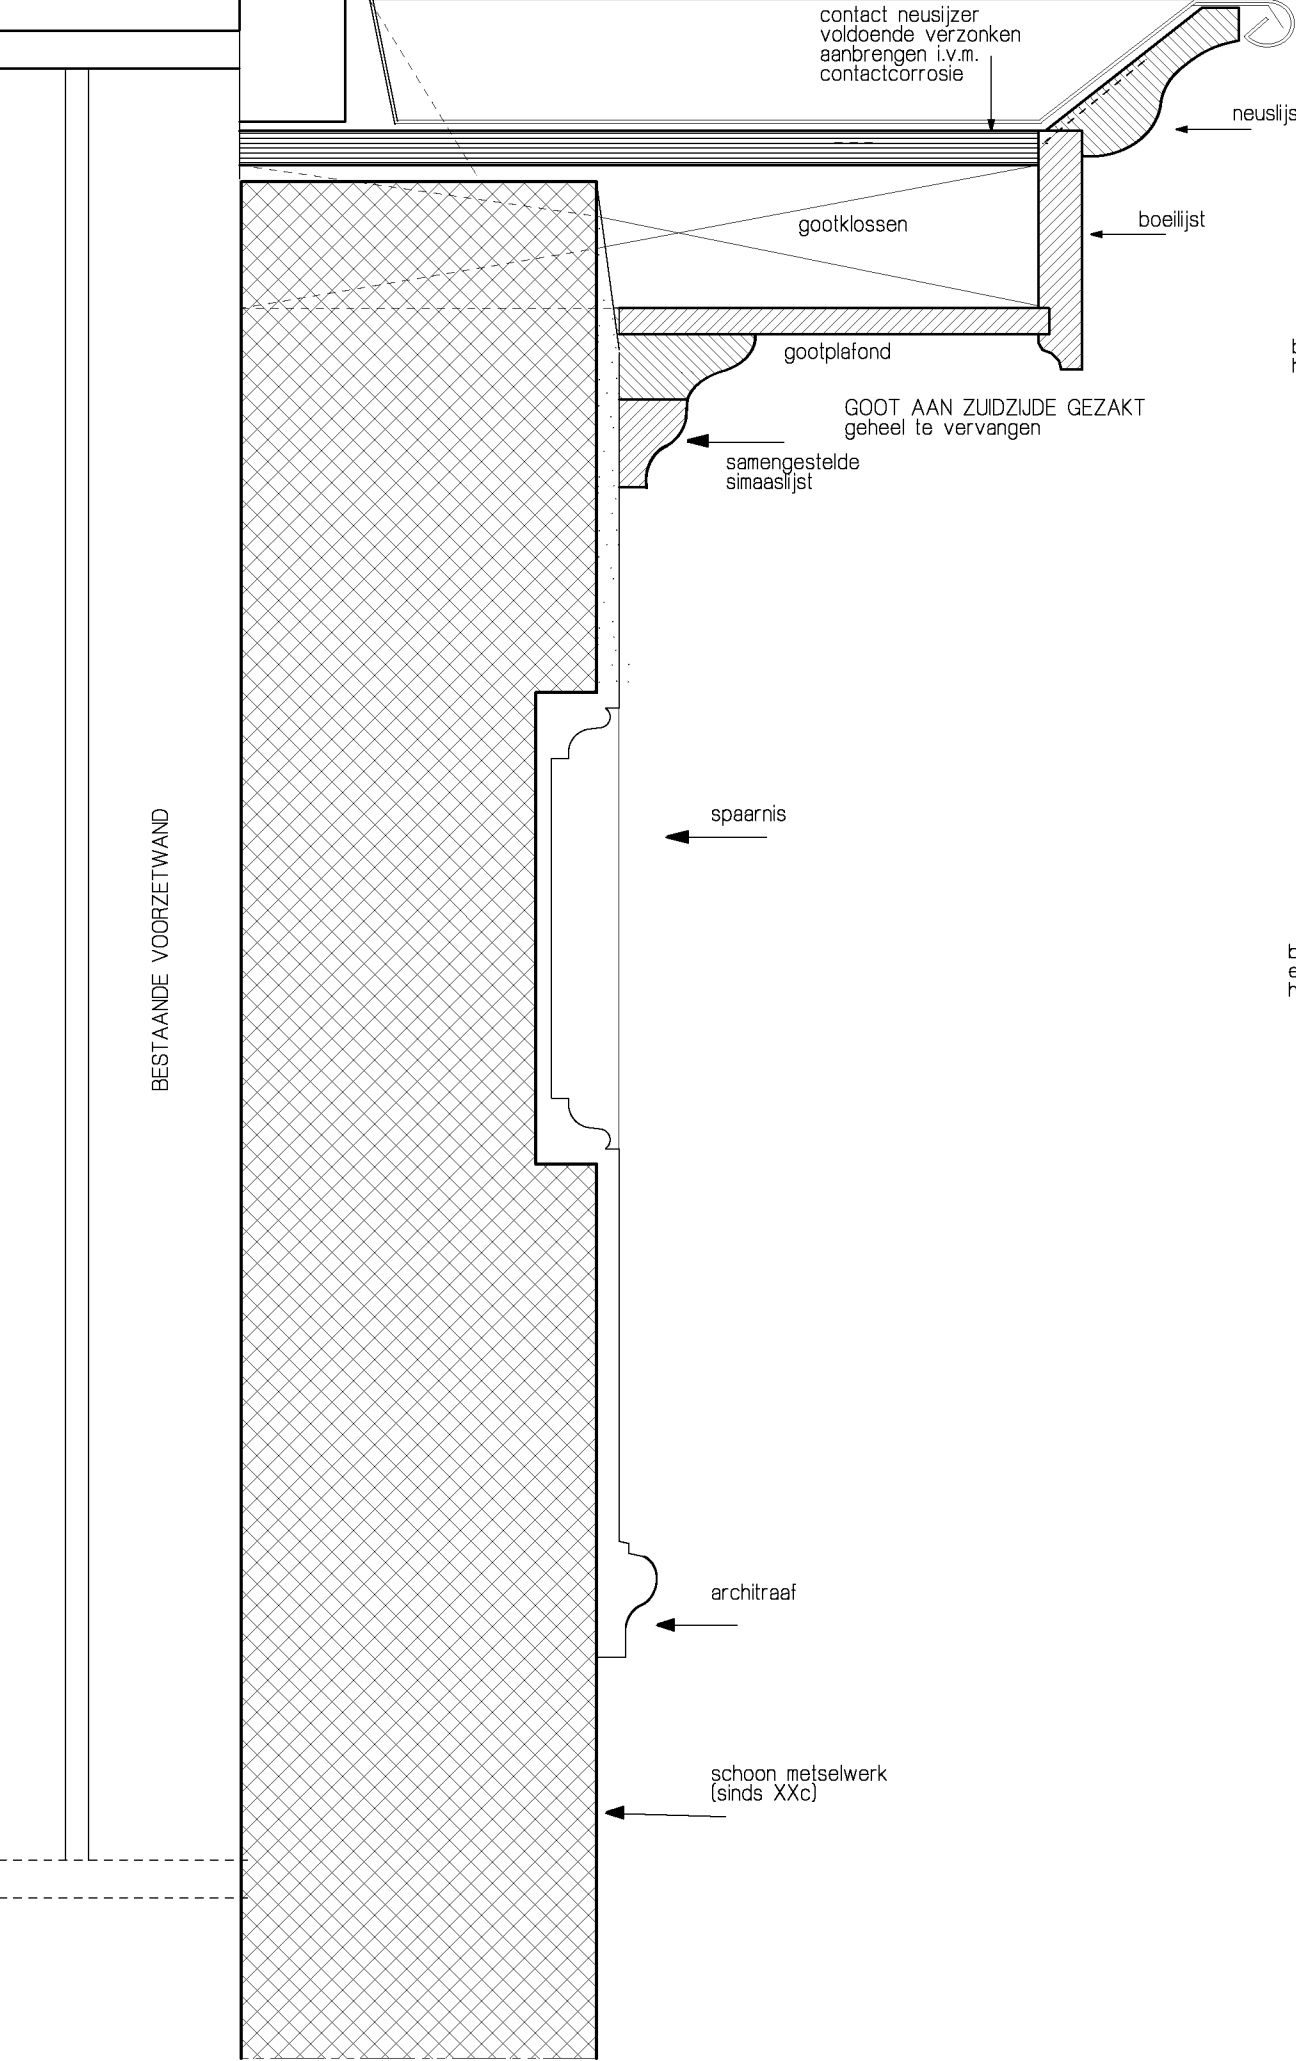 contact neusijzer
voldoende verzonken
aanbrengen i.v.m.
contactcorrosie
neuslijs
boeilijst
gootklossen
gootplafond
GOOT AAN ZUIDZIJDE GEZAKT
geheel te vervangen
samengestelde
simaaslijst
spaarnis
BESTAANDE VOORZETWAND
architraaf
schoon metselwerk
(sinds XXc)